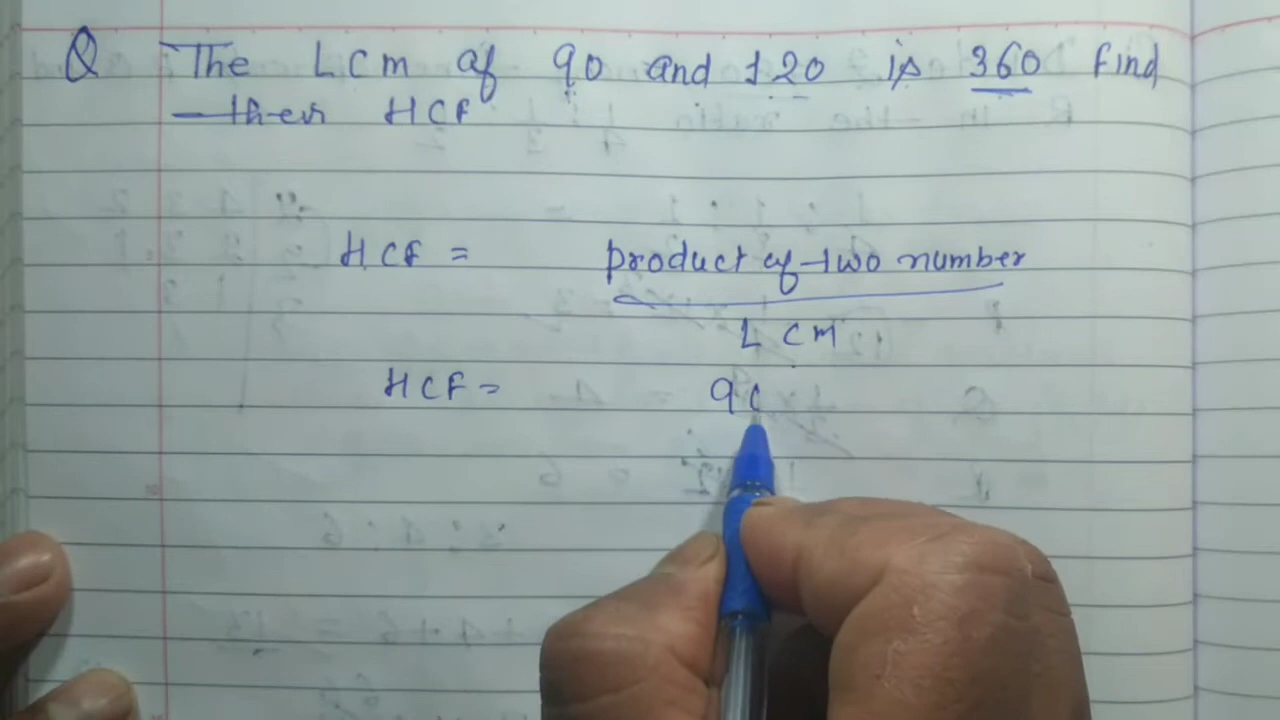 Q The LCM of 90 and 120 is 360 find
their HCF
HCF = product of two number
LCM
HCF = 90